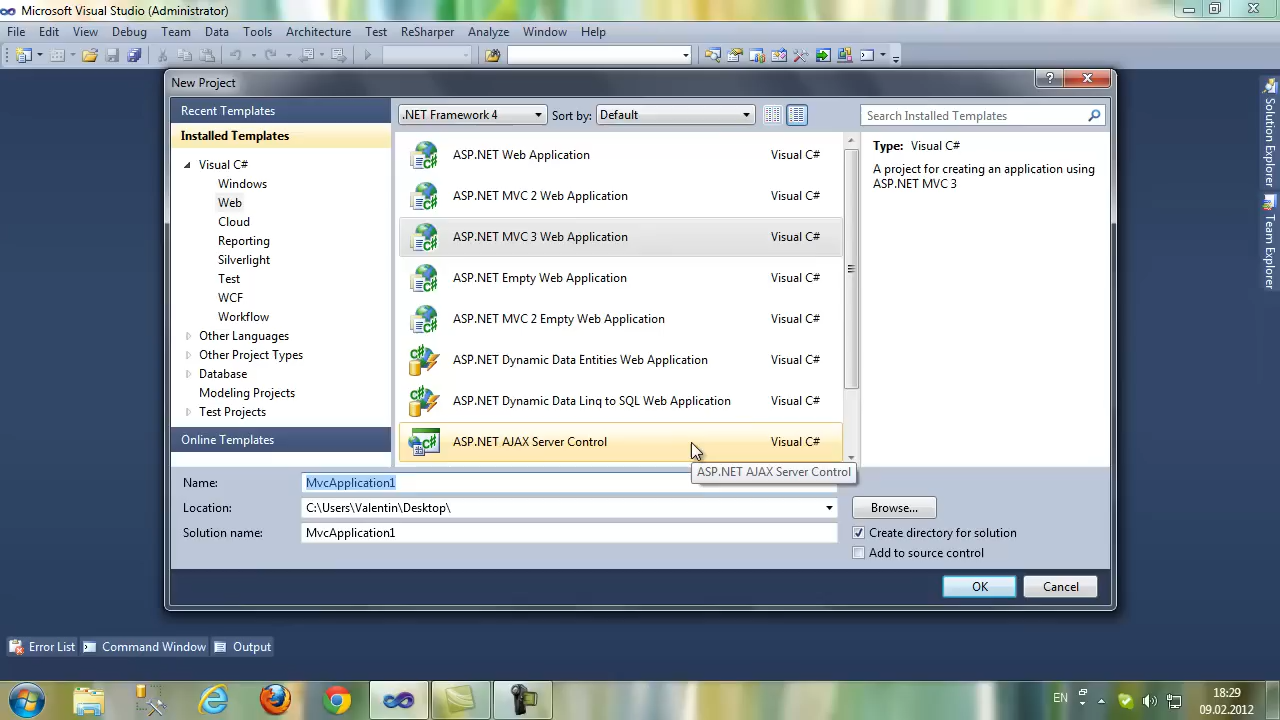 Microsoft Visual Studio (Administrator)
File Edit View Debug Team Data Tools Architecture Test ReSharper Analyze Window Help
New Project
Recent Templates
Installed Templates
Visual C#
Windows
Web
Cloud
Reporting
Silverlight
Test
WCF
Workflow
Other Languages
Other Project Types
Database
Modeling Projects
Test Projects
Online Templates
.NET Framework 4 Sort by: Default
ASP.NET Web Application Visual C#
ASP.NET MVC 2 Web Application Visual C#
ASP.NET MVC 3 Web Application Visual C#
ASP.NET Empty Web Application Visual C#
ASP.NET MVC 2 Empty Web Application Visual C#
ASP.NET Dynamic Data Entities Web Application Visual C#
ASP.NET Dynamic Data Linq to SQL Web Application Visual C#
ASP.NET AJAX Server Control Visual C#
ASP.NET AJAX Server Control
Search Installed Templates
Type: Visual C#
A project for creating an application using
ASP.NET MVC 3
Name: MvcApplication1
Location: C:\Users\Valentin\Desktop\ Browse...
Solution name: MvcApplication1
Create directory for solution
Add to source control
OK Cancel
Solution Explorer
Team Explorer
Error List Command Window Output
EN
18:29
09.02.2012